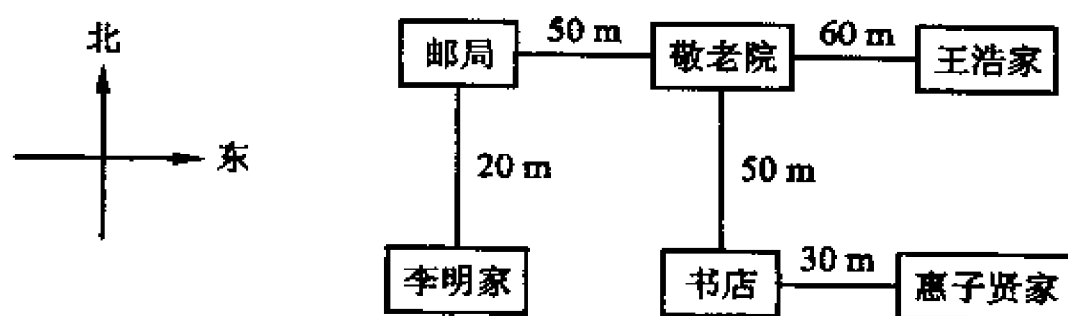 北
东
邮局 50 m 敬老院 60 m 王浩家
20 m 50 m
李明家 书店 30 m 惠子贤家